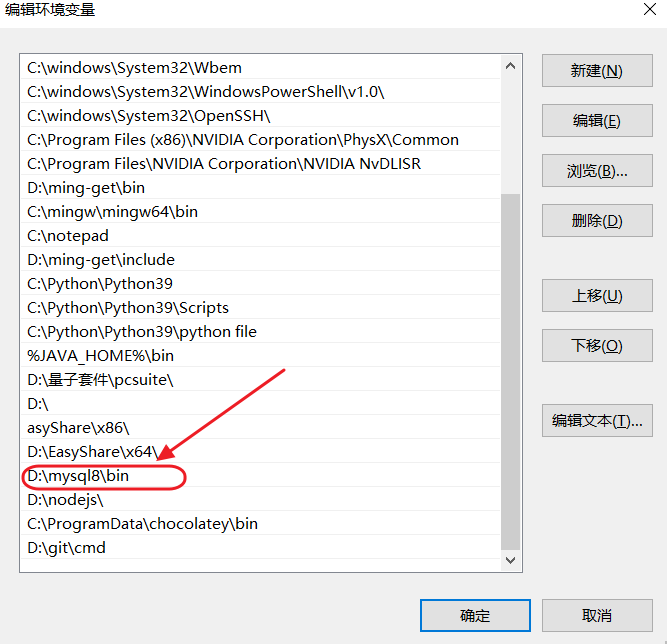 编辑环境变量
C:\windows\System32\Wbem
C:\windows\System32\WindowsPowerShell\v1.0\
C:\windows\System32\OpenSSH\
C:\Program Files (x86)\NVIDIA Corporation\PhysX\Common
C:\Program Files\NVIDIA Corporation\NVIDIA NvDLISR
D:\ming-get\bin
C:\mingw\mingw64\bin
C:\notepad
D:\ming-get\include
C:\Python\Python39
C:\Python\Python39\Scripts
C:\Python\Python39\python file
%JAVA_HOME%\bin
D:\量子套件\pcsuite\
D:\
asyShare\x86\
D:\EasyShare\x64\
D:\mysql8\bin
D:\nodejs\
C:\ProgramData\chocolatey\bin
D:\git\cmd
新建(N)
编辑(E)
浏览(B)...
删除(D)
上移(U)
下移(O)
编辑文本(T)...
确定
取消